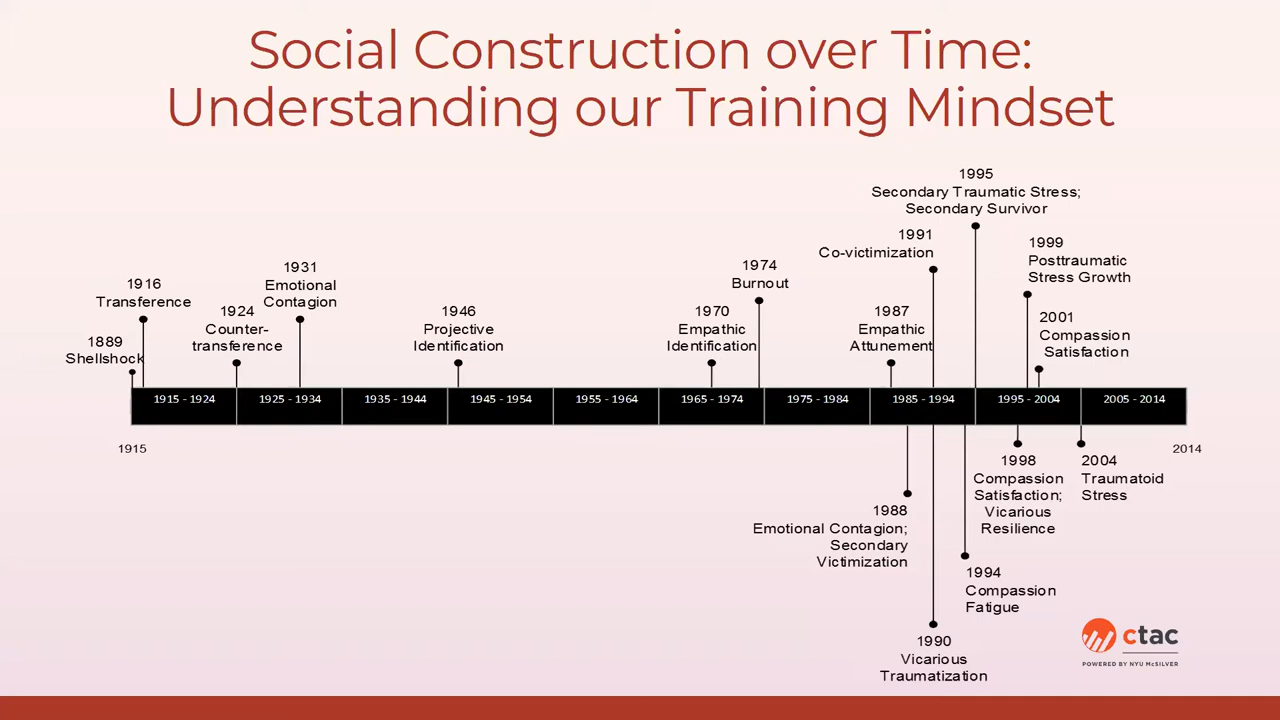 Social Construction over Time:
Understanding our Training Mindset
1889
Shellshock
1916
Transference
1924
Counter-
transference
1931
Emotional
Contagion
1946
Projective
Identification
1970
Empathic
Identification
1974
Burnout
1987
Empathic
Attunement
1991
Co-victimization
1995
Secondary Traumatic Stress;
Secondary Survivor
1999
Posttraumatic
Stress Growth
2001
Compassion
Satisfaction
1915 - 1924
1925 - 1934
1935 - 1944
1945 - 1954
1955 - 1964
1965 - 1974
1975 - 1984
1985 - 1994
1995 - 2004
2005 - 2014
1915
2014
1988
Emotional Contagion;
Secondary
Victimization
1990
Vicarious
Traumatization
1994
Compassion
Fatigue
1998
Compassion
Satisfaction;
Vicarious
Resilience
2004
Traumatoid
Stress
ctac
POWERED BY NYU McSILVER